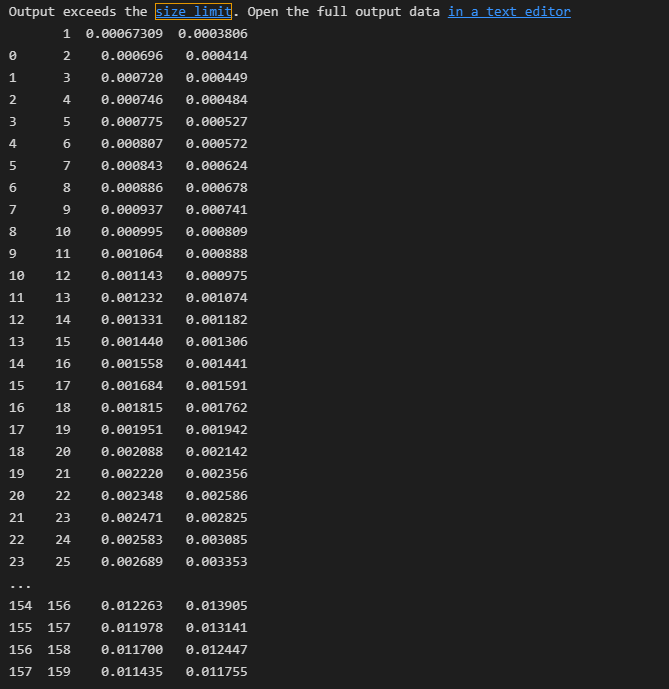 Output exceeds the size limit. Open the full output data in a text editor
1 0.00067309 0.0003806
0 2 0.000696 0.000414
1 3 0.000720 0.000449
2 4 0.000746 0.000484
3 5 0.000775 0.000527
4 6 0.000807 0.000572
5 7 0.000843 0.000624
6 8 0.000886 0.000678
7 9 0.000937 0.000741
8 10 0.000995 0.000809
9 11 0.001064 0.000888
10 12 0.001143 0.000975
11 13 0.001232 0.001074
12 14 0.001331 0.001182
13 15 0.001440 0.001306
14 16 0.001558 0.001441
15 17 0.001684 0.001591
16 18 0.001815 0.001762
17 19 0.001951 0.001942
18 20 0.002088 0.002142
19 21 0.002220 0.002356
20 22 0.002348 0.002586
21 23 0.002471 0.002825
22 24 0.002583 0.003085
23 25 0.002689 0.003353
...
154 156 0.012263 0.013905
155 157 0.011978 0.013141
156 158 0.011700 0.012447
157 159 0.011435 0.011755